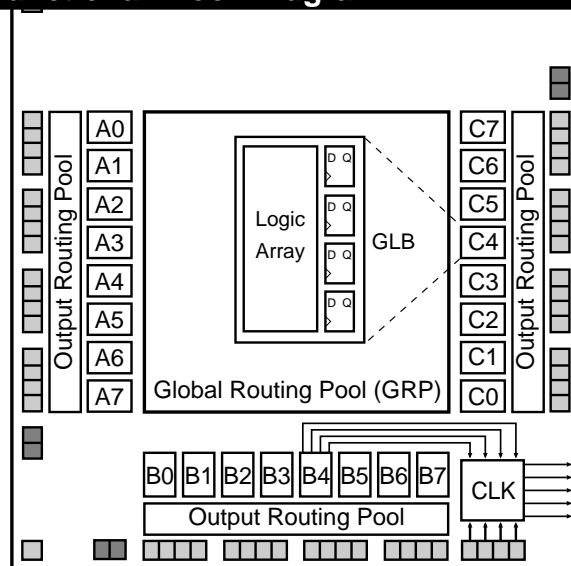 A0
A1
A2
A3
A4
A5
A6
A7
Output Routing Pool
Logic
Array
D Q
D Q
D Q
D Q
GLB
Global Routing Pool (GRP)
C7
C6
C5
C4
C3
C2
C1
C0
Output Routing Pool
B0 B1 B2 B3 B4 B5 B6 B7
Output Routing Pool
CLK